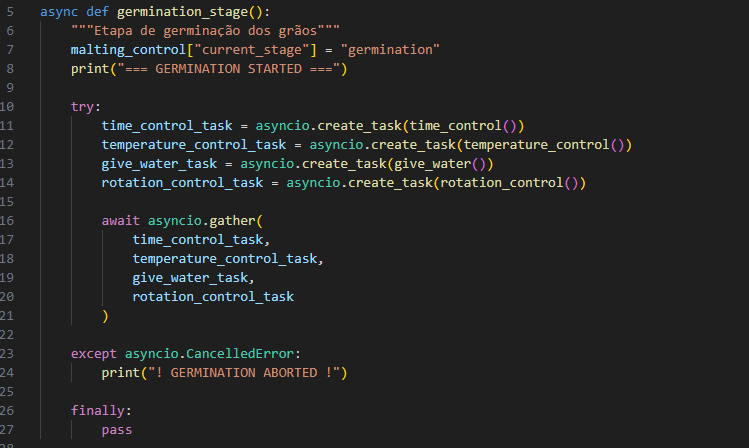 5 async def germination_stage():
6 """Etapa de germinação dos grãos"""
7 malting_control["current_stage"] = "germination"
8 print("=== GERMINATION STARTED ===")
9
10 try:
11 time_control_task = asyncio.create_task(time_control())
12 temperature_control_task = asyncio.create_task(temperature_control())
13 give_water_task = asyncio.create_task(give_water())
14 rotation_control_task = asyncio.create_task(rotation_control())
15
16 await asyncio.gather(
17 time_control_task,
18 temperature_control_task,
19 give_water_task,
20 rotation_control_task
21 )
22
23 except asyncio.CancelledError:
24 print("! GERMINATION ABORTED !")
25
26 finally:
27 pass
28